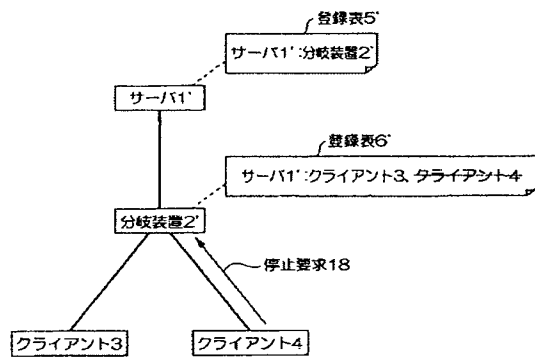 登録表5'
サーバ1':分岐装置2'
サーバ1'
登録表6'
サーバ1':クライアント3、クライアント4
分岐装置2'
停止要求18
クライアント3
クライアント4